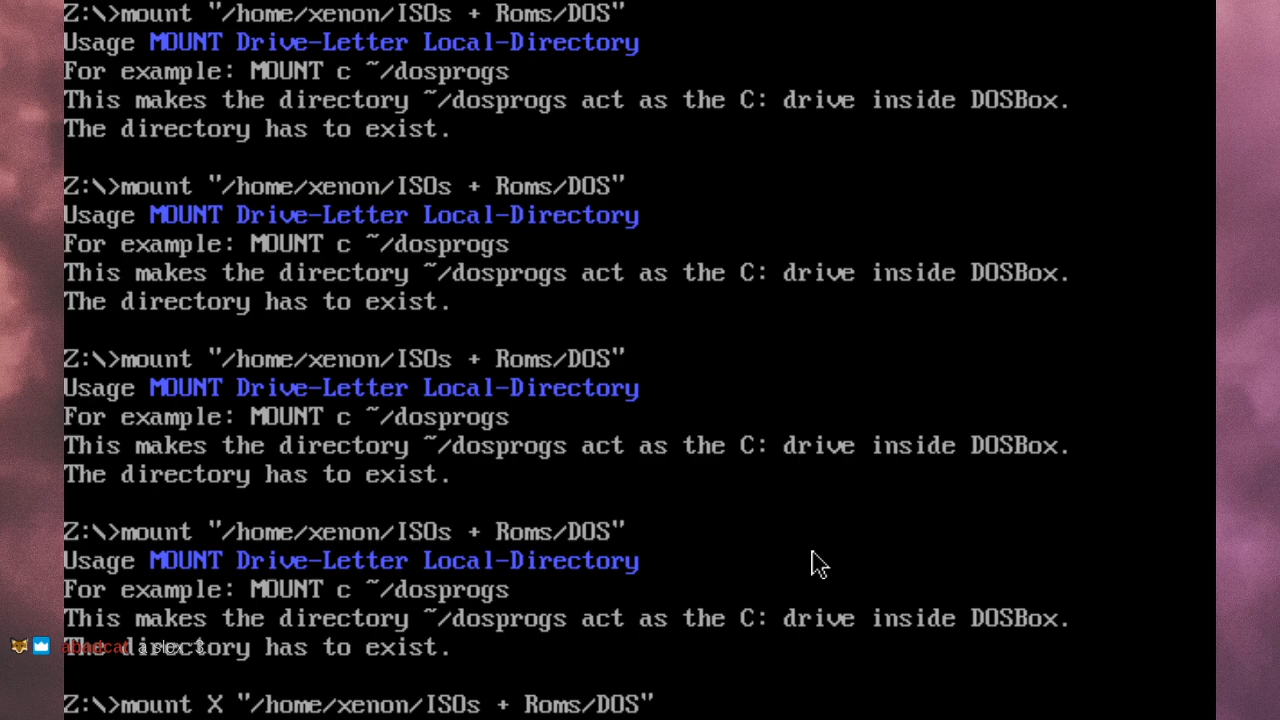 Z:\>mount "/home/xenon/ISOs + Roms/DOS"
Usage MOUNT Drive-Letter Local-Directory
For example: MOUNT c ~/dosprogs
This makes the directory ~/dosprogs act as the C: drive inside DOSBox.
The directory has to exist.
Z:\>mount "/home/xenon/ISOs + Roms/DOS"
Usage MOUNT Drive-Letter Local-Directory
For example: MOUNT c ~/dosprogs
This makes the directory ~/dosprogs act as the C: drive inside DOSBox.
The directory has to exist.
Z:\>mount "/home/xenon/ISOs + Roms/DOS"
Usage MOUNT Drive-Letter Local-Directory
For example: MOUNT c ~/dosprogs
This makes the directory ~/dosprogs act as the C: drive inside DOSBox.
The directory has to exist.
Z:\>mount "/home/xenon/ISOs + Roms/DOS"
Usage MOUNT Drive-Letter Local-Directory
For example: MOUNT c ~/dosprogs
This makes the directory ~/dosprogs act as the C: drive inside DOSBox.
The directory has to exist.
Z:\>mount X "/home/xenon/ISOs + Roms/DOS"